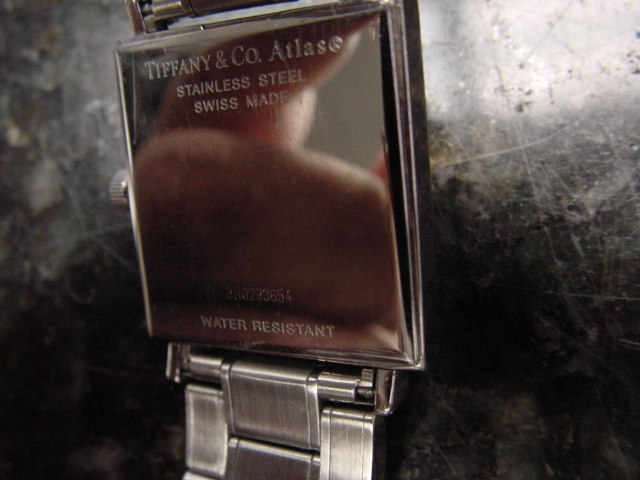 TIFFANY & CO. Atlas®
STAINLESS STEEL
SWISS MADE
WATER RESISTANT